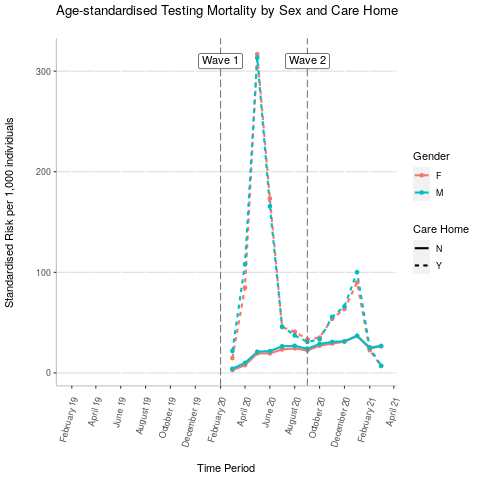 Age-standardised Testing Mortality by Sex and Care Home
Wave 1
Wave 2
300
200
100
0
Standardised Risk per 1,000 individuals
February 19
April 19
June 19
August 19
October 19
December 19
February 20
April 20
June 20
August 20
October 20
December 20
February 21
April 21
Time Period
Gender
F
M
Care Home
N
Y